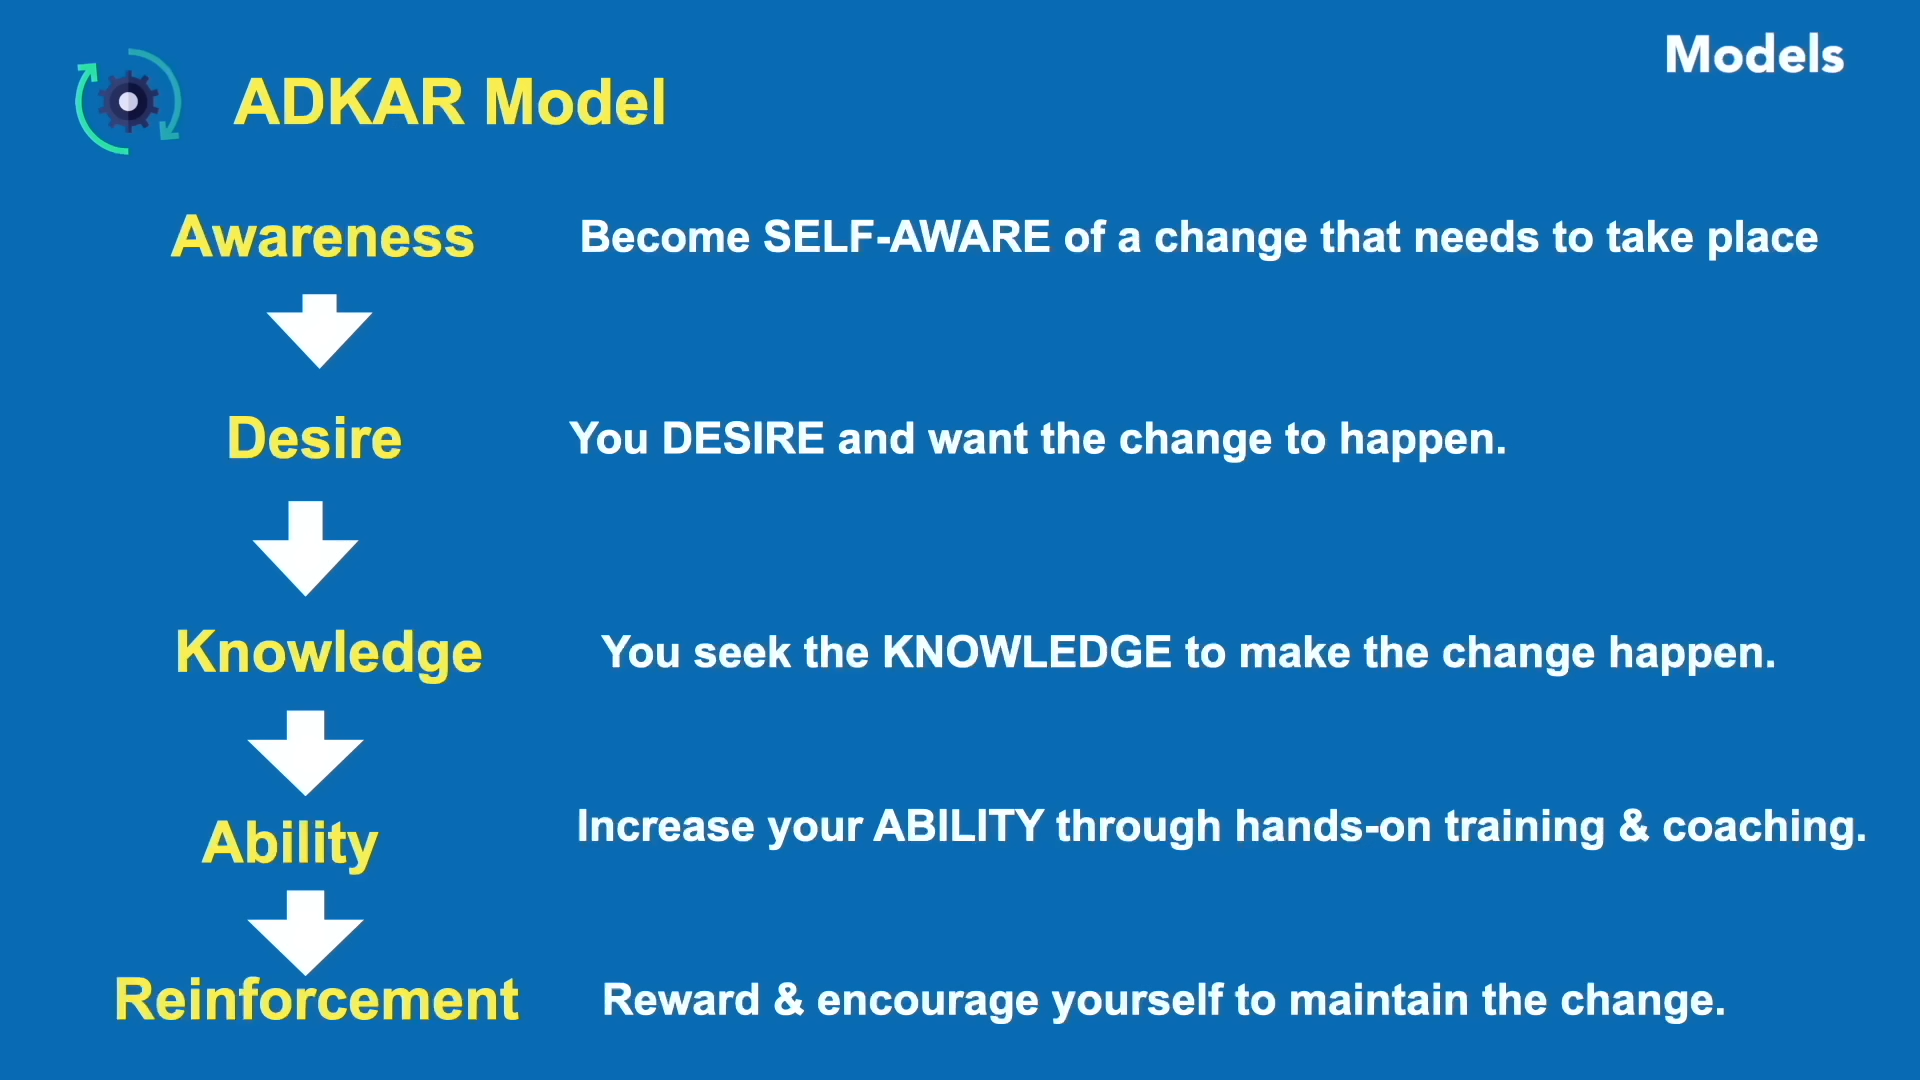 Models
ADKAR Model
Awareness
Become SELF-AWARE of a change that needs to take place
Desire
You DESIRE and want the change to happen.
Knowledge
You seek the KNOWLEDGE to make the change happen.
Ability
Increase your ABILITY through hands-on training & coaching.
Reinforcement
Reward & encourage yourself to maintain the change.